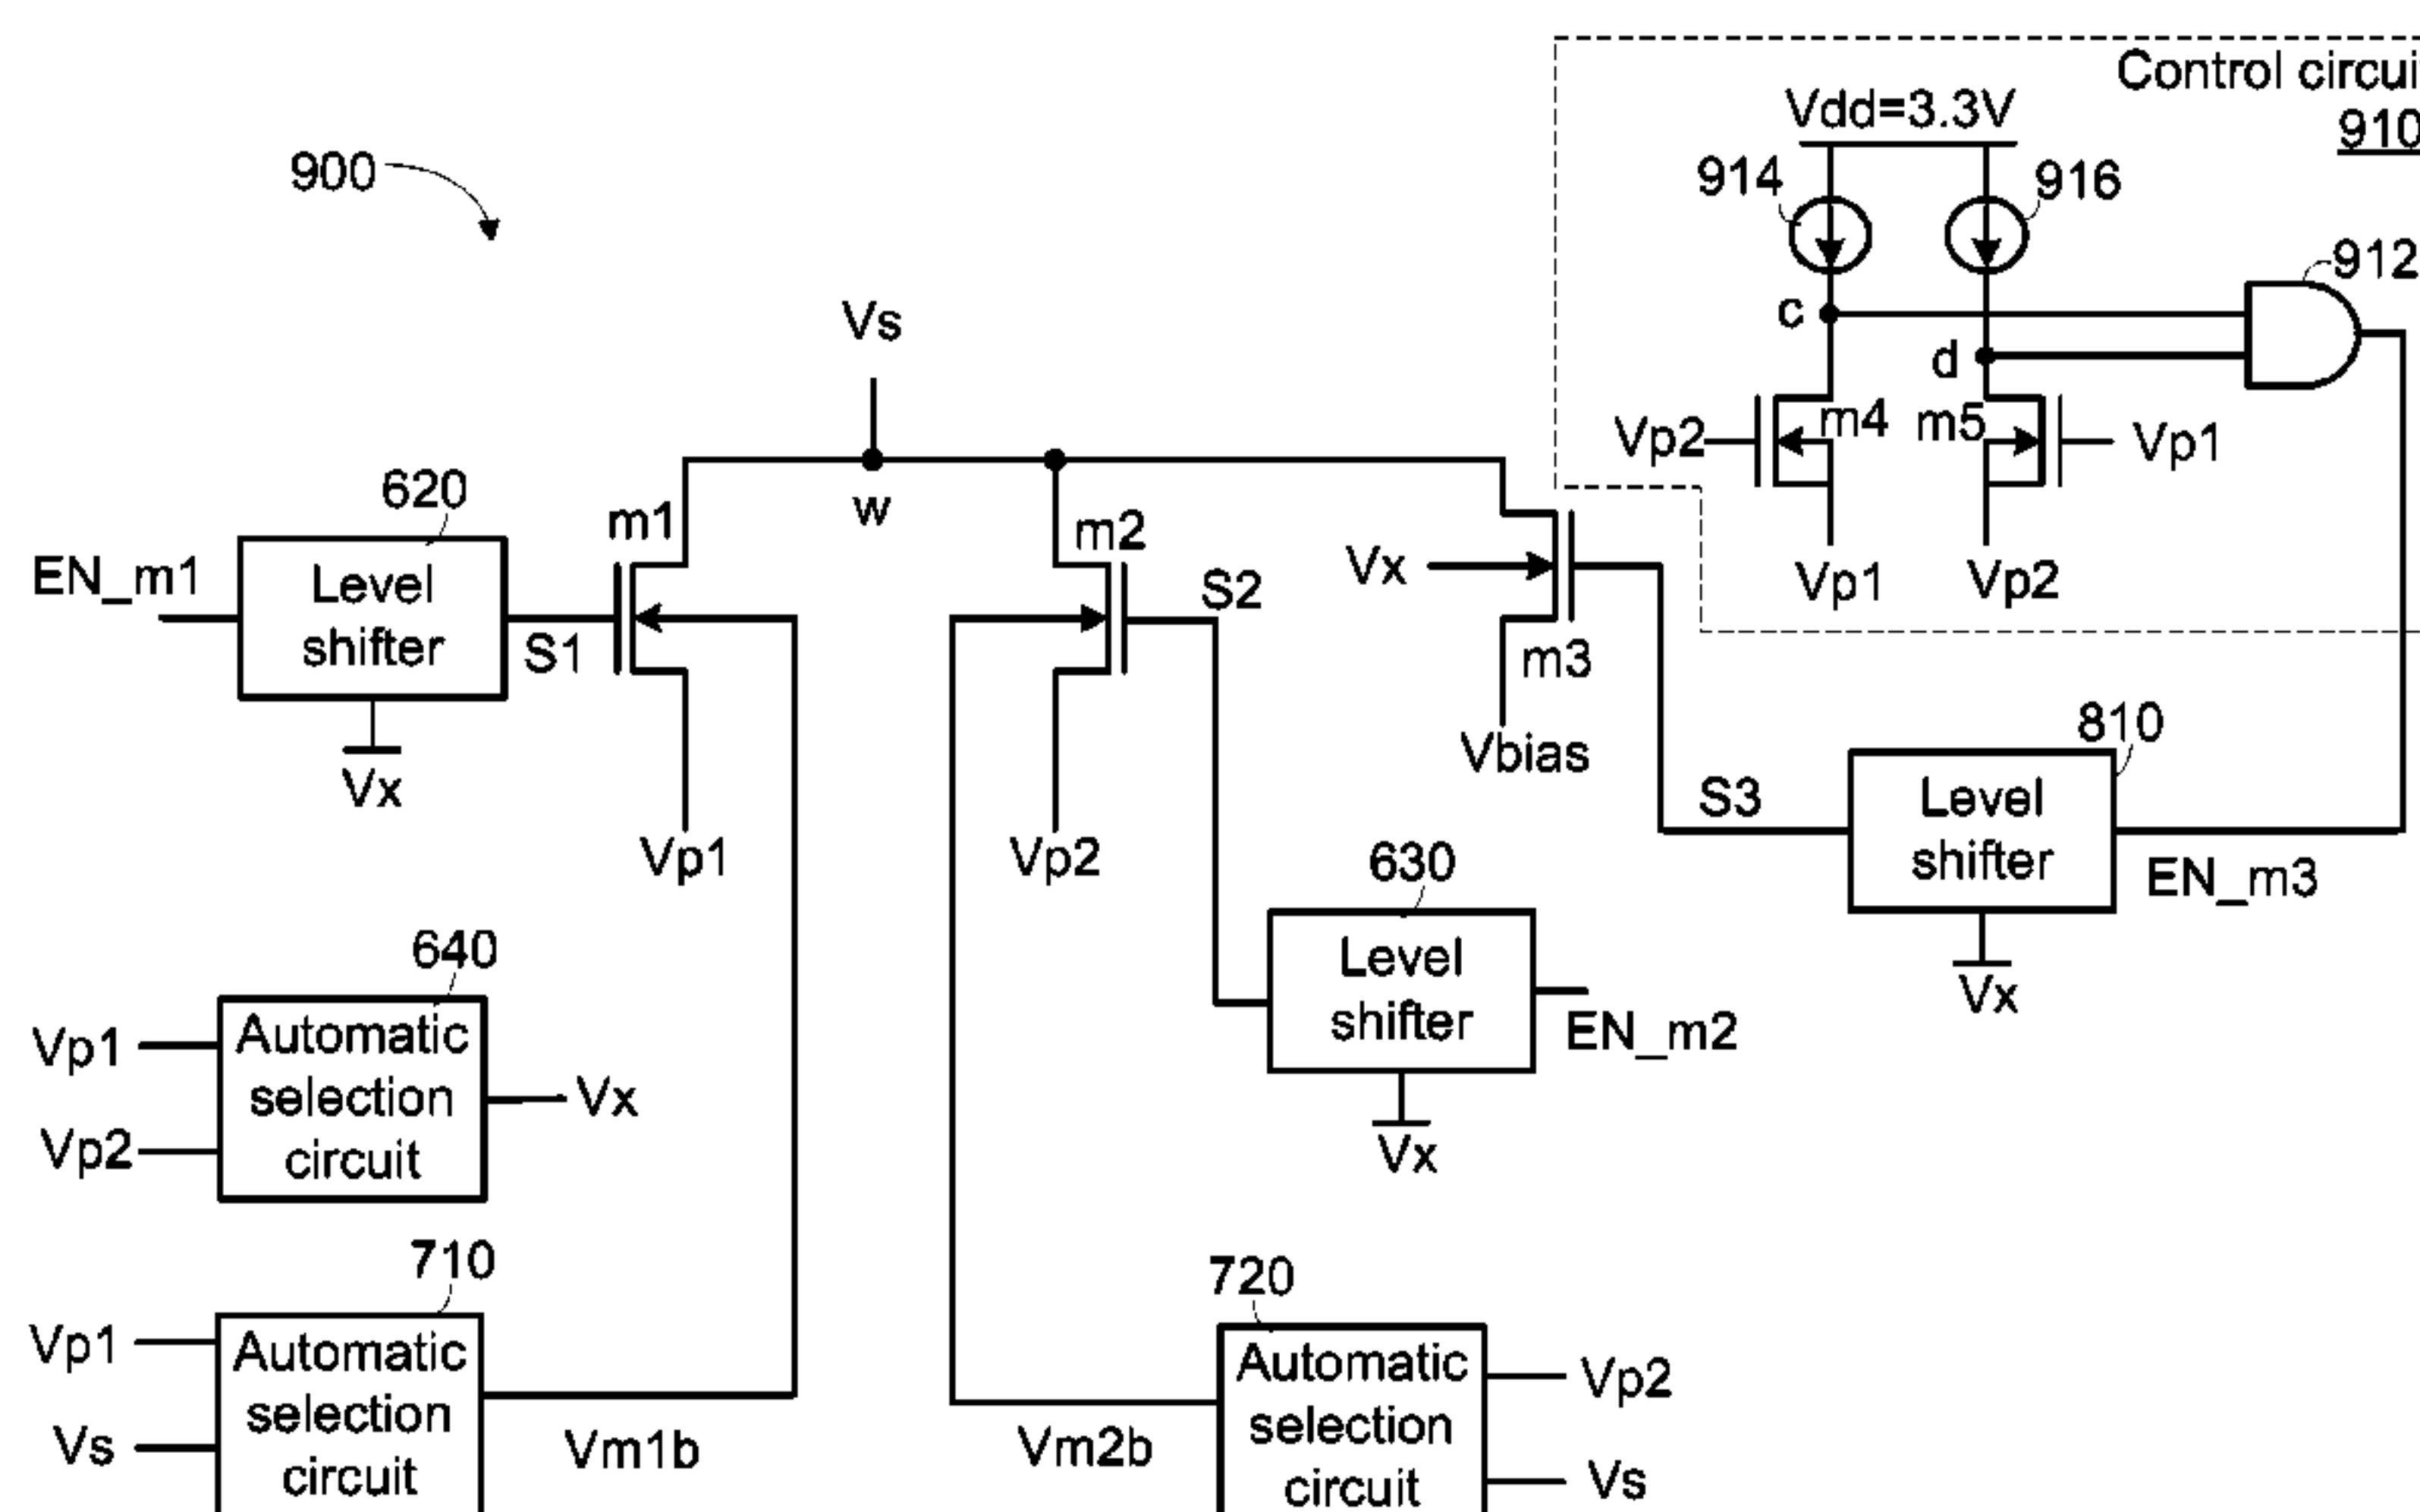 Control circui
910
Vdd=3.3V
914
916
912
900
c
d
Vs
m4
m5
Vp2
Vp1
w
Vp1
Vp2
620
m1
m2
EN_m1
Level
shifter
S1
S2
Vx
m3
Vbias
Vx
Vp1
Vp2
810
S3
Level
shifter
EN_m3
Vx
630
Level
shifter
EN_m2
Vx
640
Vp1
Vp2
Automatic
selection
circuit
Vx
710
Vp1
Vs
Automatic
selection
circuit
Vm1b
720
Vm2b
Automatic
selection
circuit
Vp2
Vs